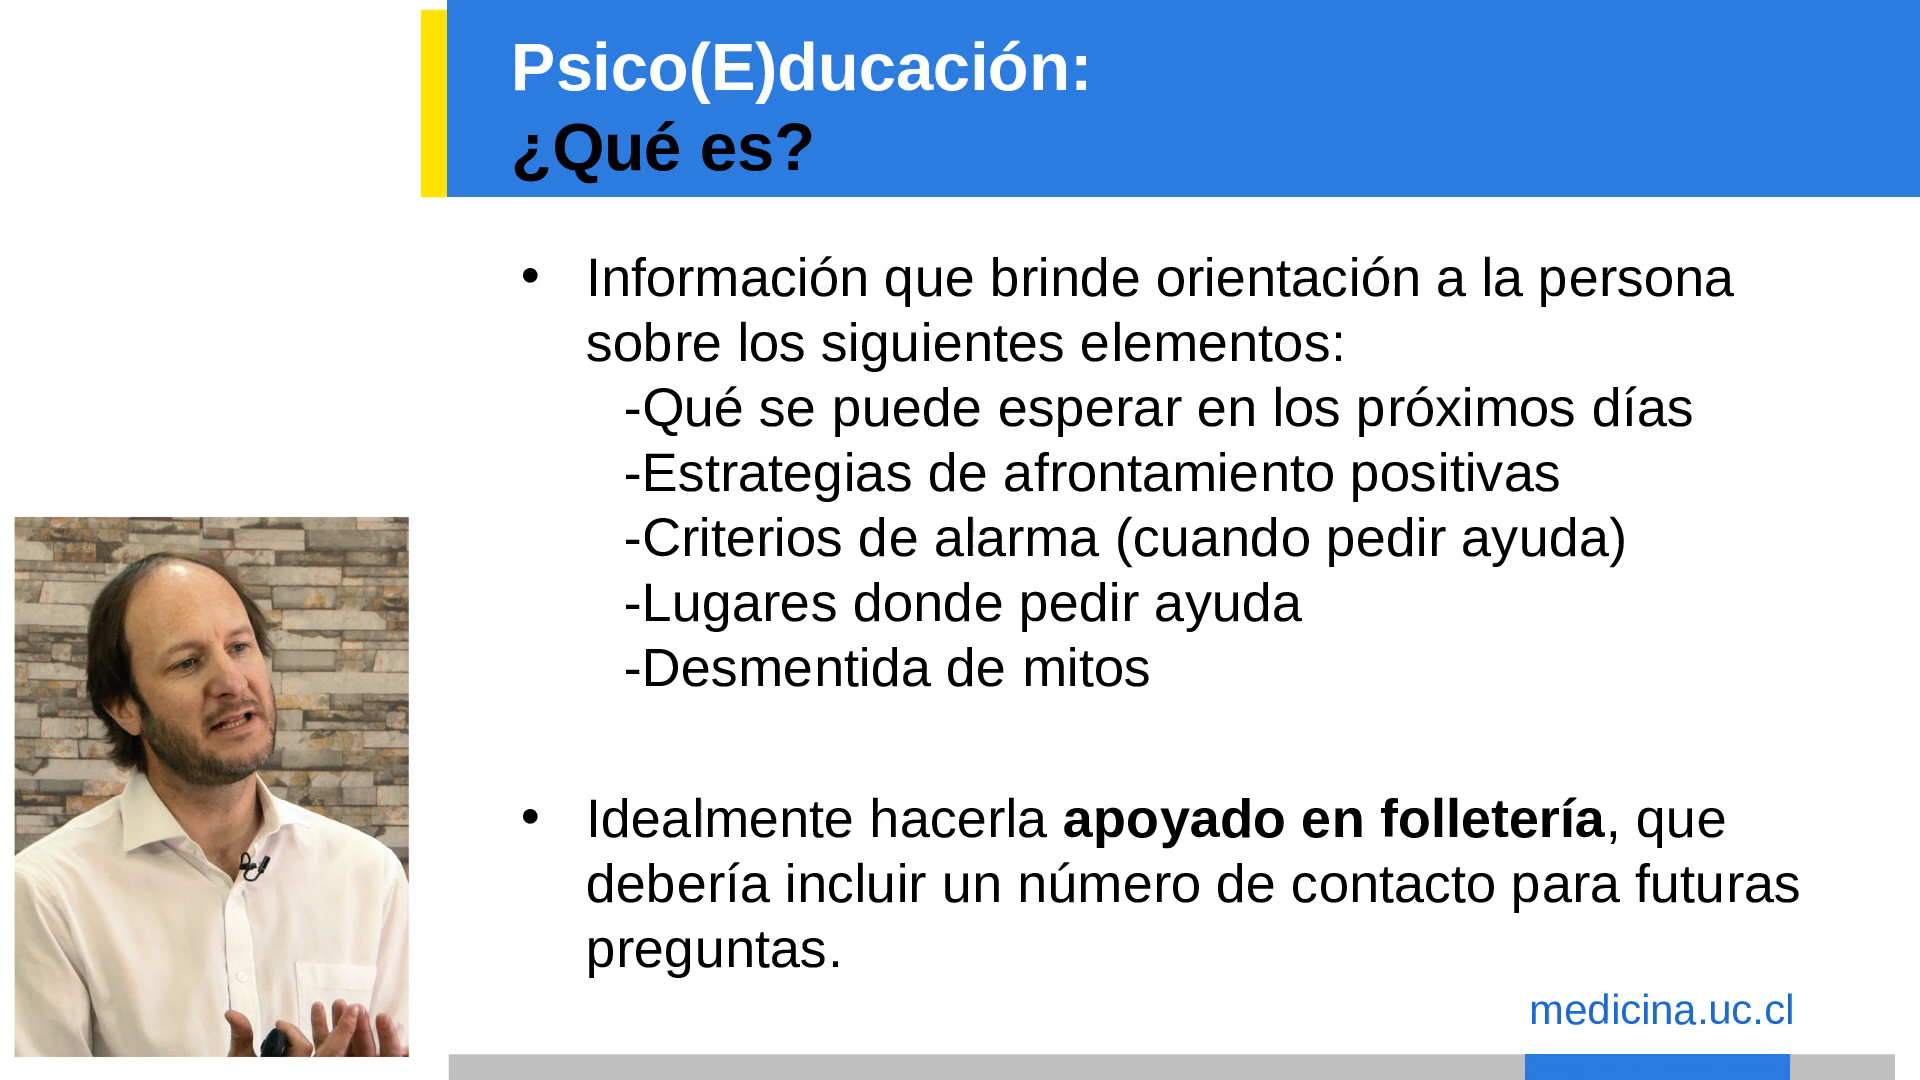 Psico(E)ducación:
¿Qué es?
• Información que brinde orientación a la persona
sobre los siguientes elementos:
-Qué se puede esperar en los próximos días
-Estrategias de afrontamiento positivas
-Criterios de alarma (cuando pedir ayuda)
-Lugares donde pedir ayuda
-Desmentida de mitos
• Idealmente hacerla apoyado en folletería, que
debería incluir un número de contacto para futuras
preguntas.
medicina.uc.cl